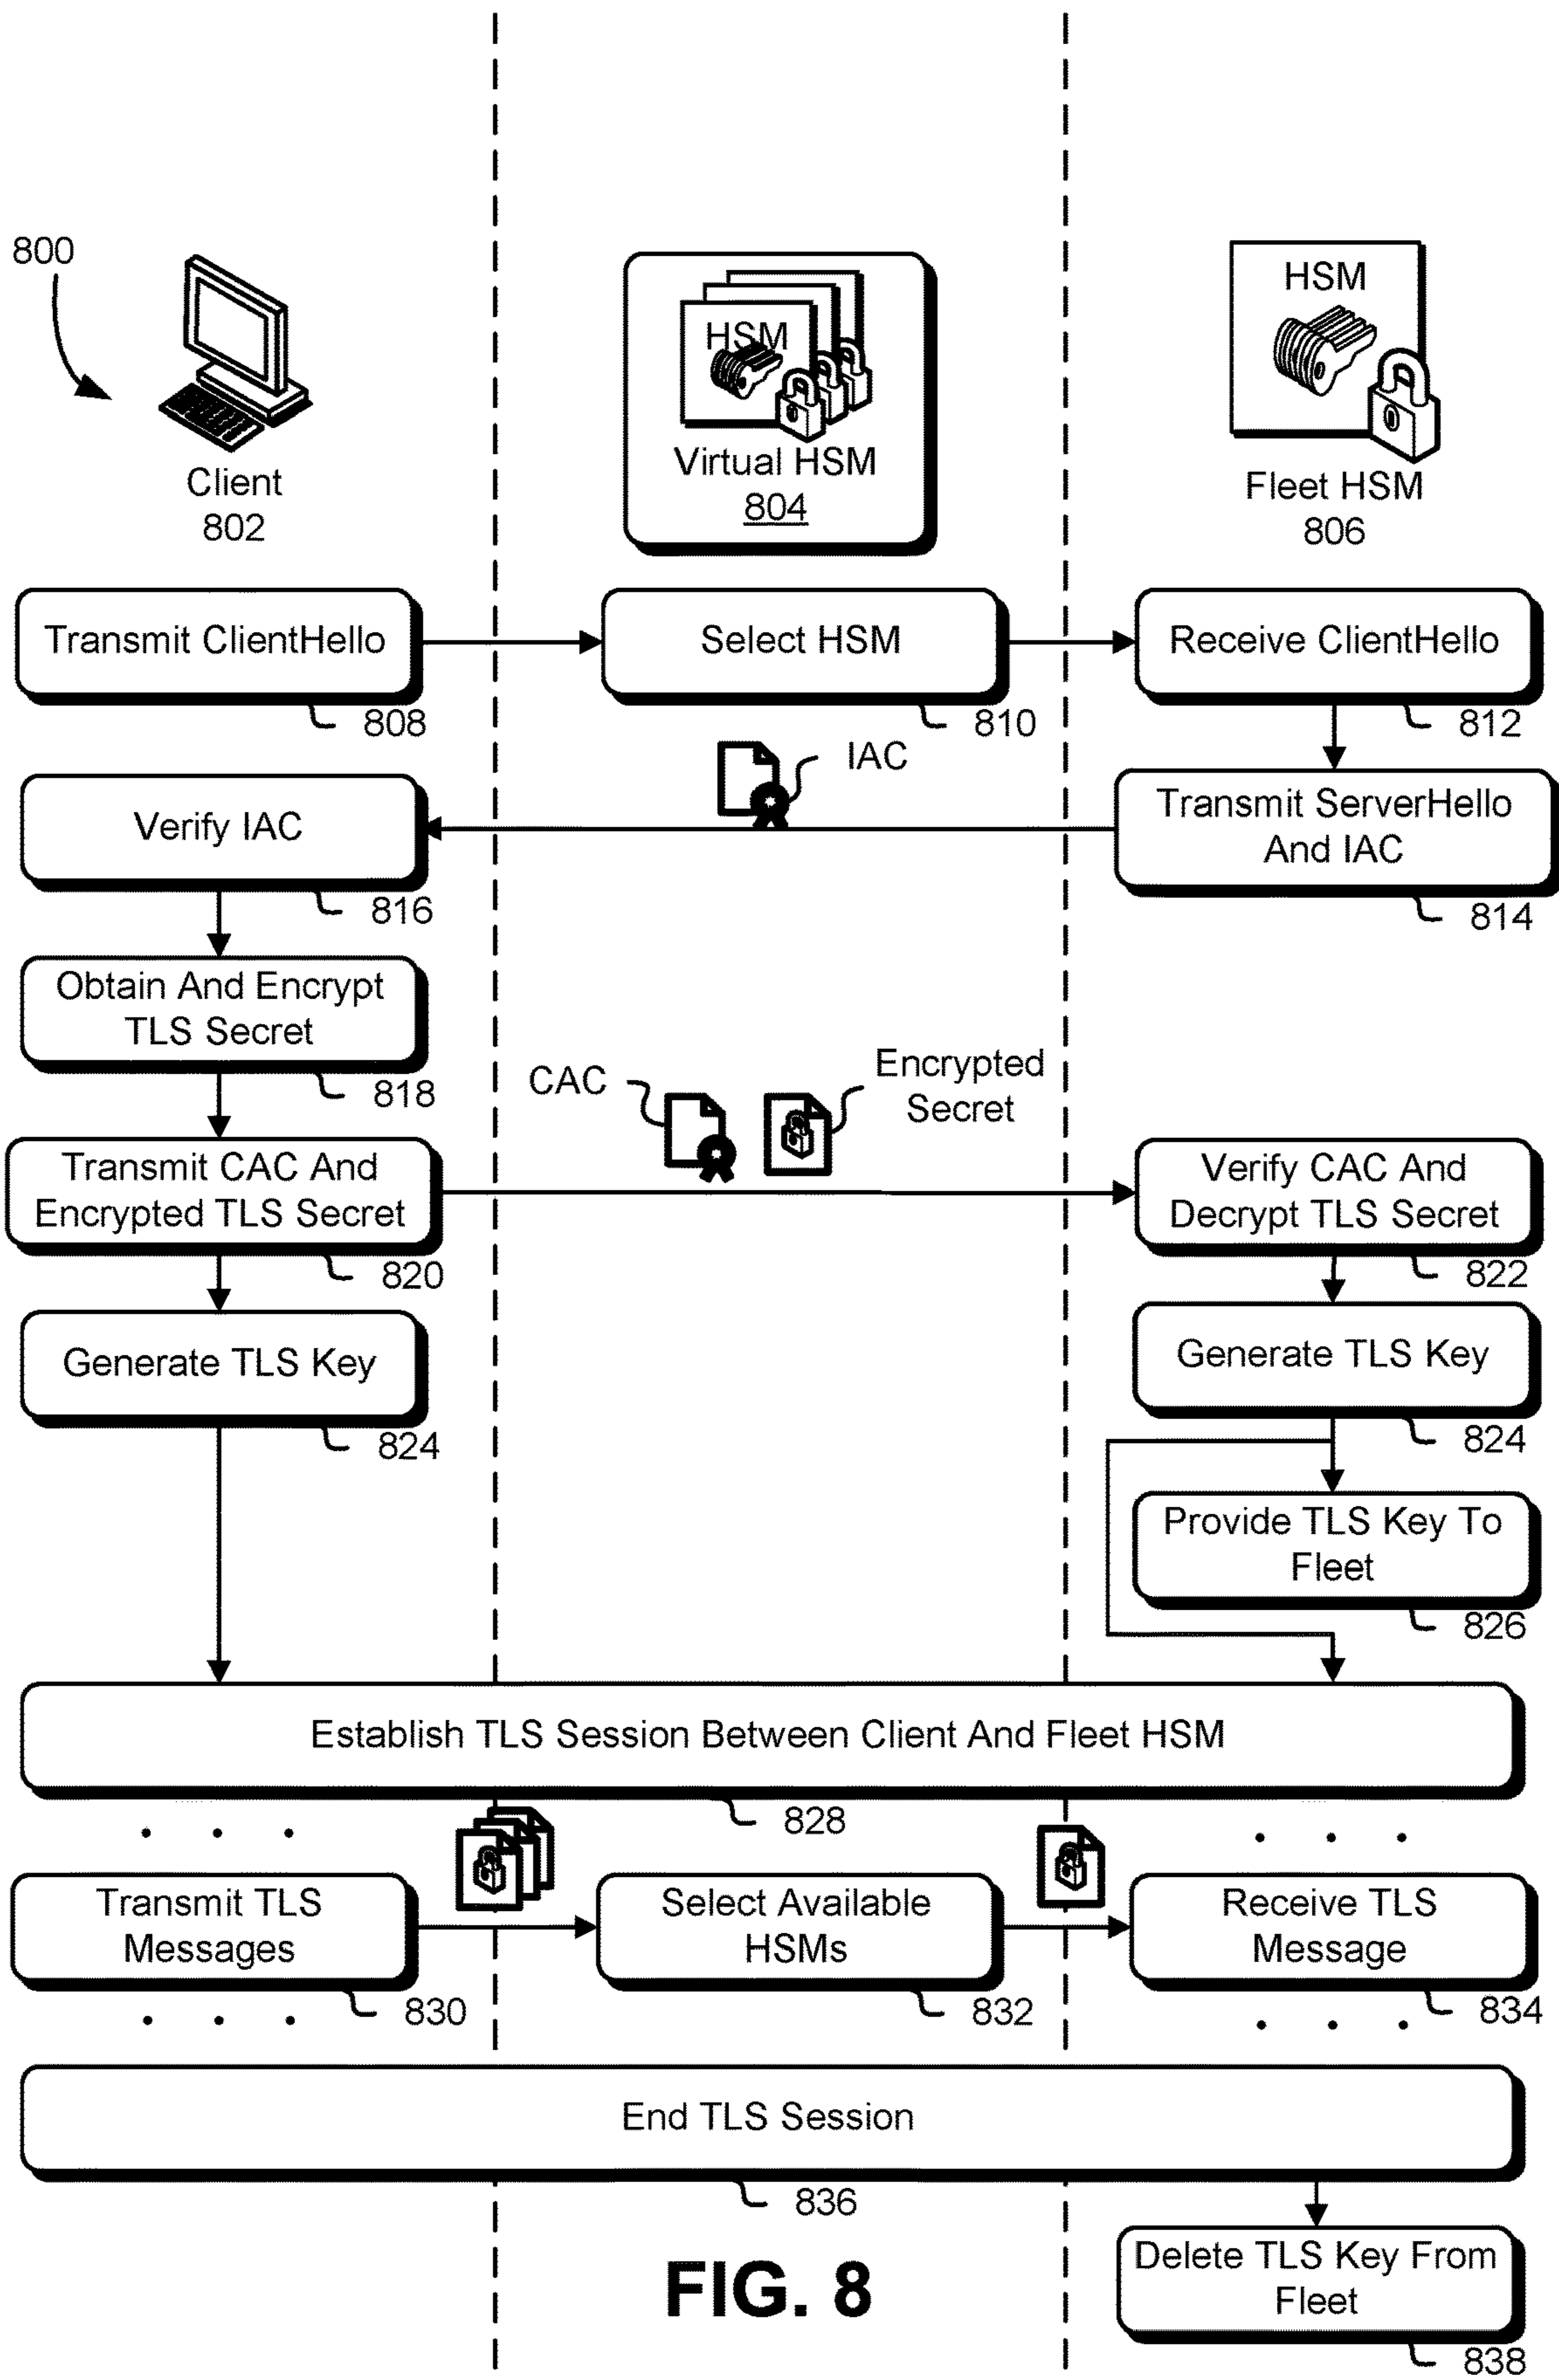 800
HSM
HSM
Client
802
Virtual HSM
804
Fleet HSM
806
Transmit ClientHello
808
Select HSM
810
Receive ClientHello
812
IAC
Transmit ServerHello
And IAC
814
Verify IAC
816
Obtain And Encrypt
TLS Secret
818
CAC
Encrypted
Secret
Transmit CAC And
Encrypted TLS Secret
820
Verify CAC And
Decrypt TLS Secret
822
Generate TLS Key
824
Generate TLS Key
824
Provide TLS Key To
Fleet
826
Establish TLS Session Between Client And Fleet HSM
828
. . .
. . .
Transmit TLS
Messages
830
Select Available
HSMs
832
Receive TLS
Message
834
. . .
. . .
End TLS Session
836
Delete TLS Key From
Fleet
838
FIG. 8